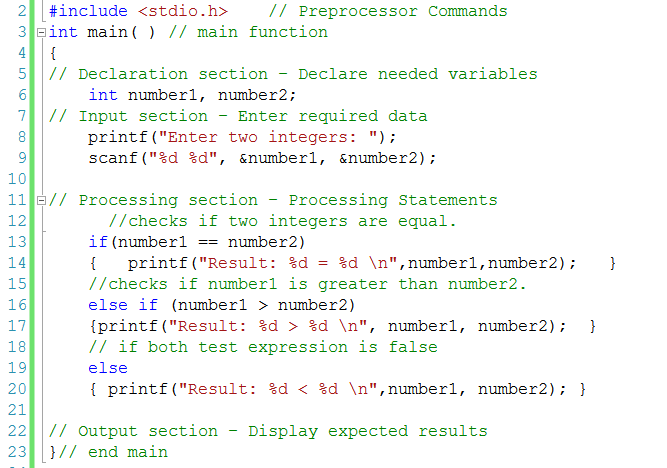 2 #include <stdio.h>    // Preprocessor Commands
3 int main( ) // main function
4 {
5 // Declaration section – Declare needed variables
6     int number1, number2;
7 // Input section – Enter required data
8     printf("Enter two integers: ");
9     scanf("%d %d", &number1, &number2);
10
11 // Processing section – Processing Statements
12       //checks if two integers are equal.
13     if(number1 == number2)
14     {   printf("Result: %d = %d \n",number1,number2);   }
15     //checks if number1 is greater than number2.
16     else if (number1 > number2)
17     {printf("Result: %d > %d \n", number1, number2);  }
18     // if both test expression is false
19     else
20     { printf("Result: %d < %d \n",number1, number2); }
21
22 // Output section – Display expected results
23 }// end main